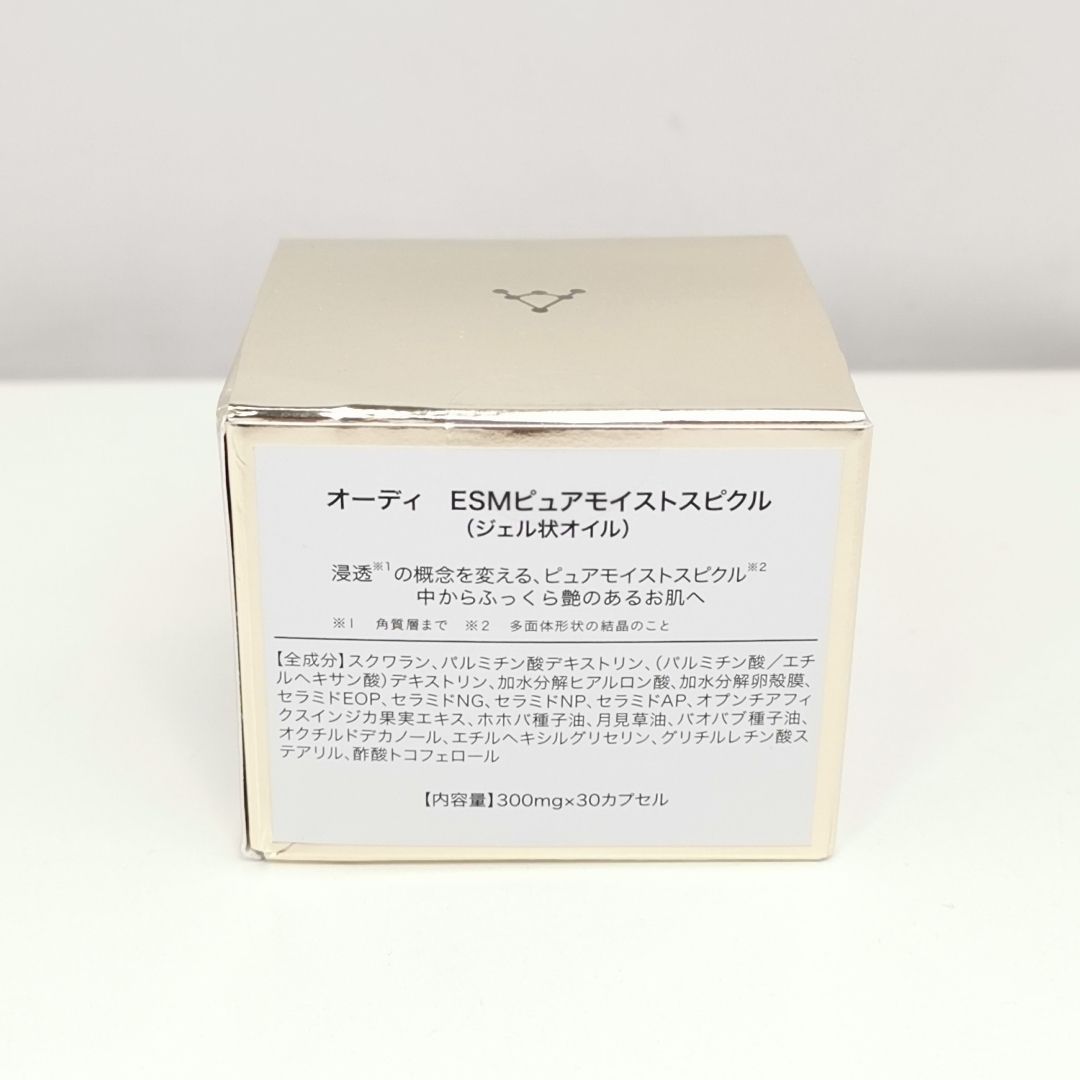 オーディ　ESMピュアモイストスピクル
（ジェル状オイル）
浸透※1の概念を変える、ピュアモイストスピクル※2
中からふっくら艶のあるお肌へ
※1　角質層まで　※2　多面体形状の結晶のこと
【全成分】スクワラン、パルミチン酸デキストリン、（パルミチン酸／エチ
ルヘキサン酸）デキストリン、加水分解ヒアルロン酸、加水分解卵殻膜、
セラミドEOP、セラミドNG、セラミドNP、セラミドAP、オプンチアフィ
クスインジカ果実エキス、ホホバ種子油、月見草油、バオバブ種子油、
オクチルドデカノール、エチルヘキシルグリセリン、グリチルレチン酸ス
テアリル、酢酸トコフェロール
【内容量】300mg×30カプセル